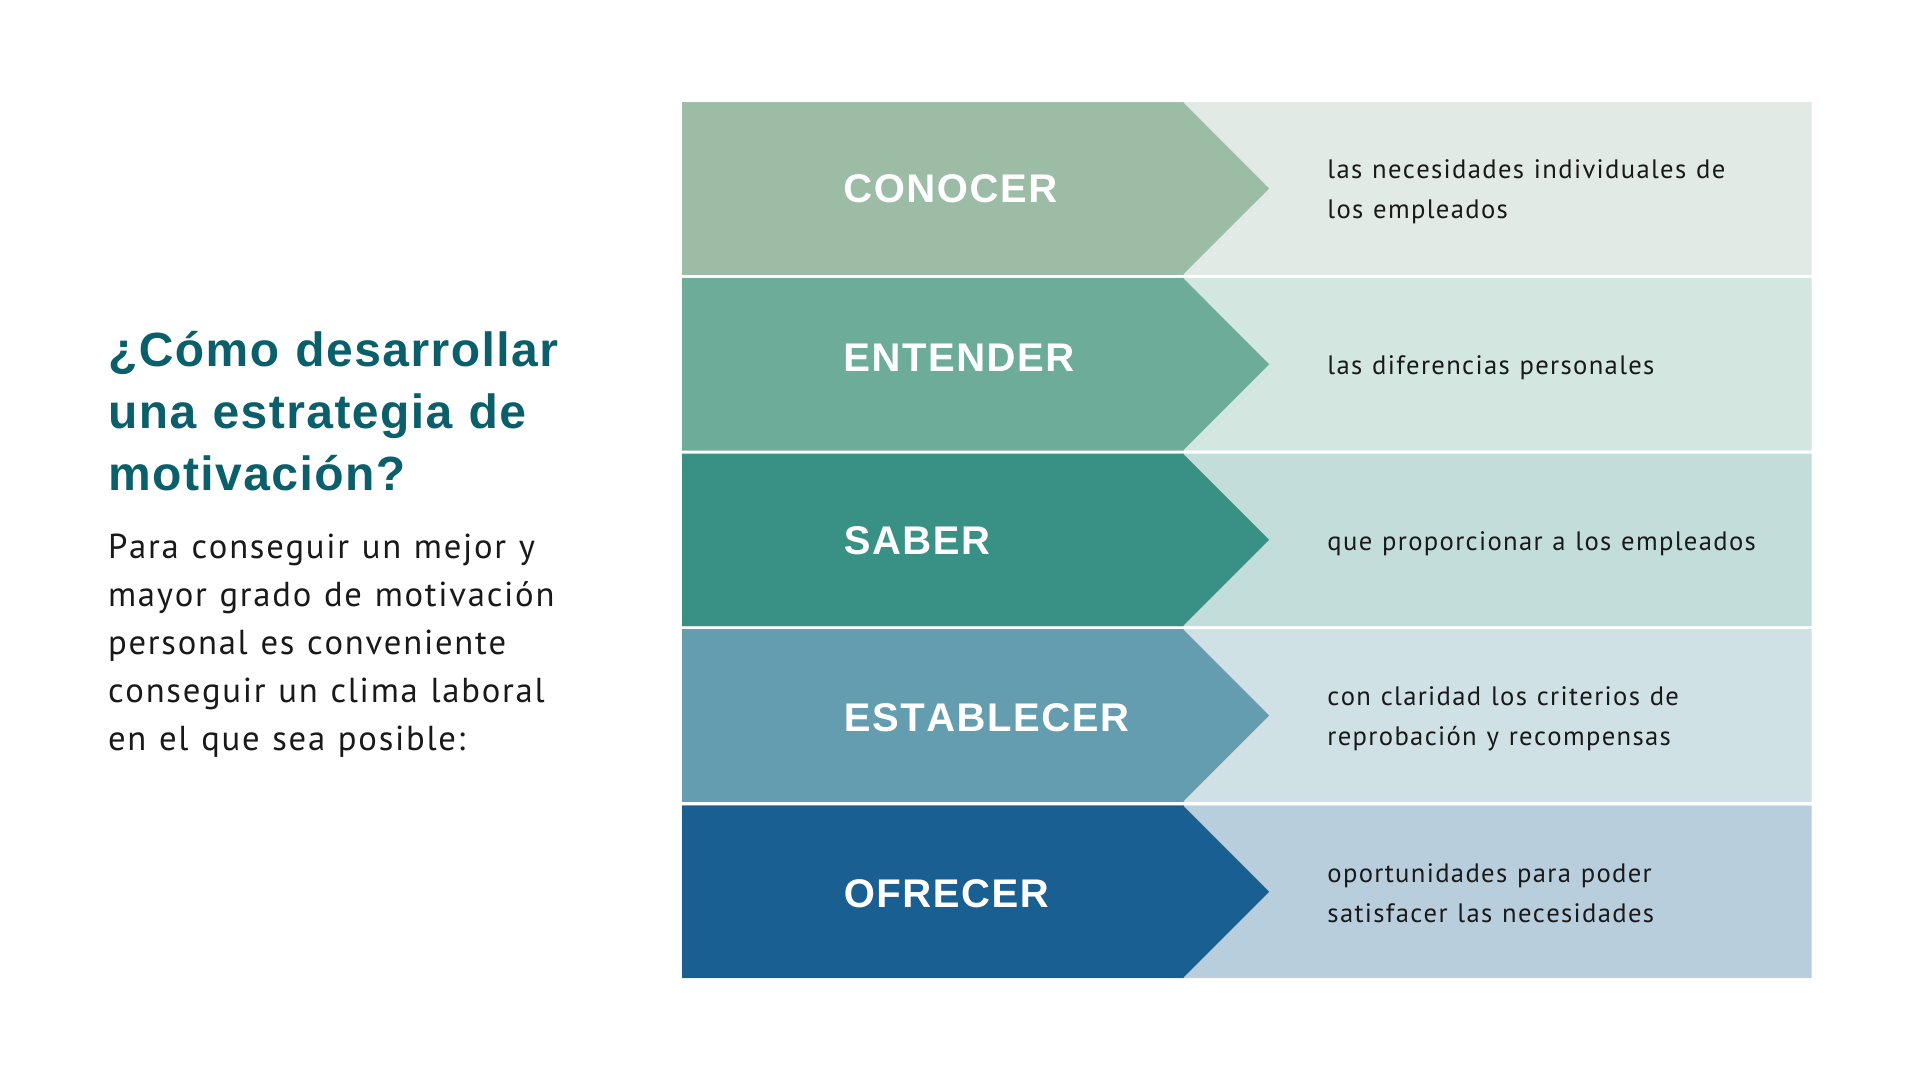 ¿Cómo desarrollar
una estrategia de
motivación?
Para conseguir un mejor y
mayor grado de motivación
personal es conveniente
conseguir un clima laboral
en el que sea posible:
CONOCER
las necesidades individuales de
los empleados
ENTENDER
las diferencias personales
SABER
que proporcionar a los empleados
ESTABLECER
con claridad los criterios de
reprobación y recompensas
OFRECER
oportunidades para poder
satisfacer las necesidades